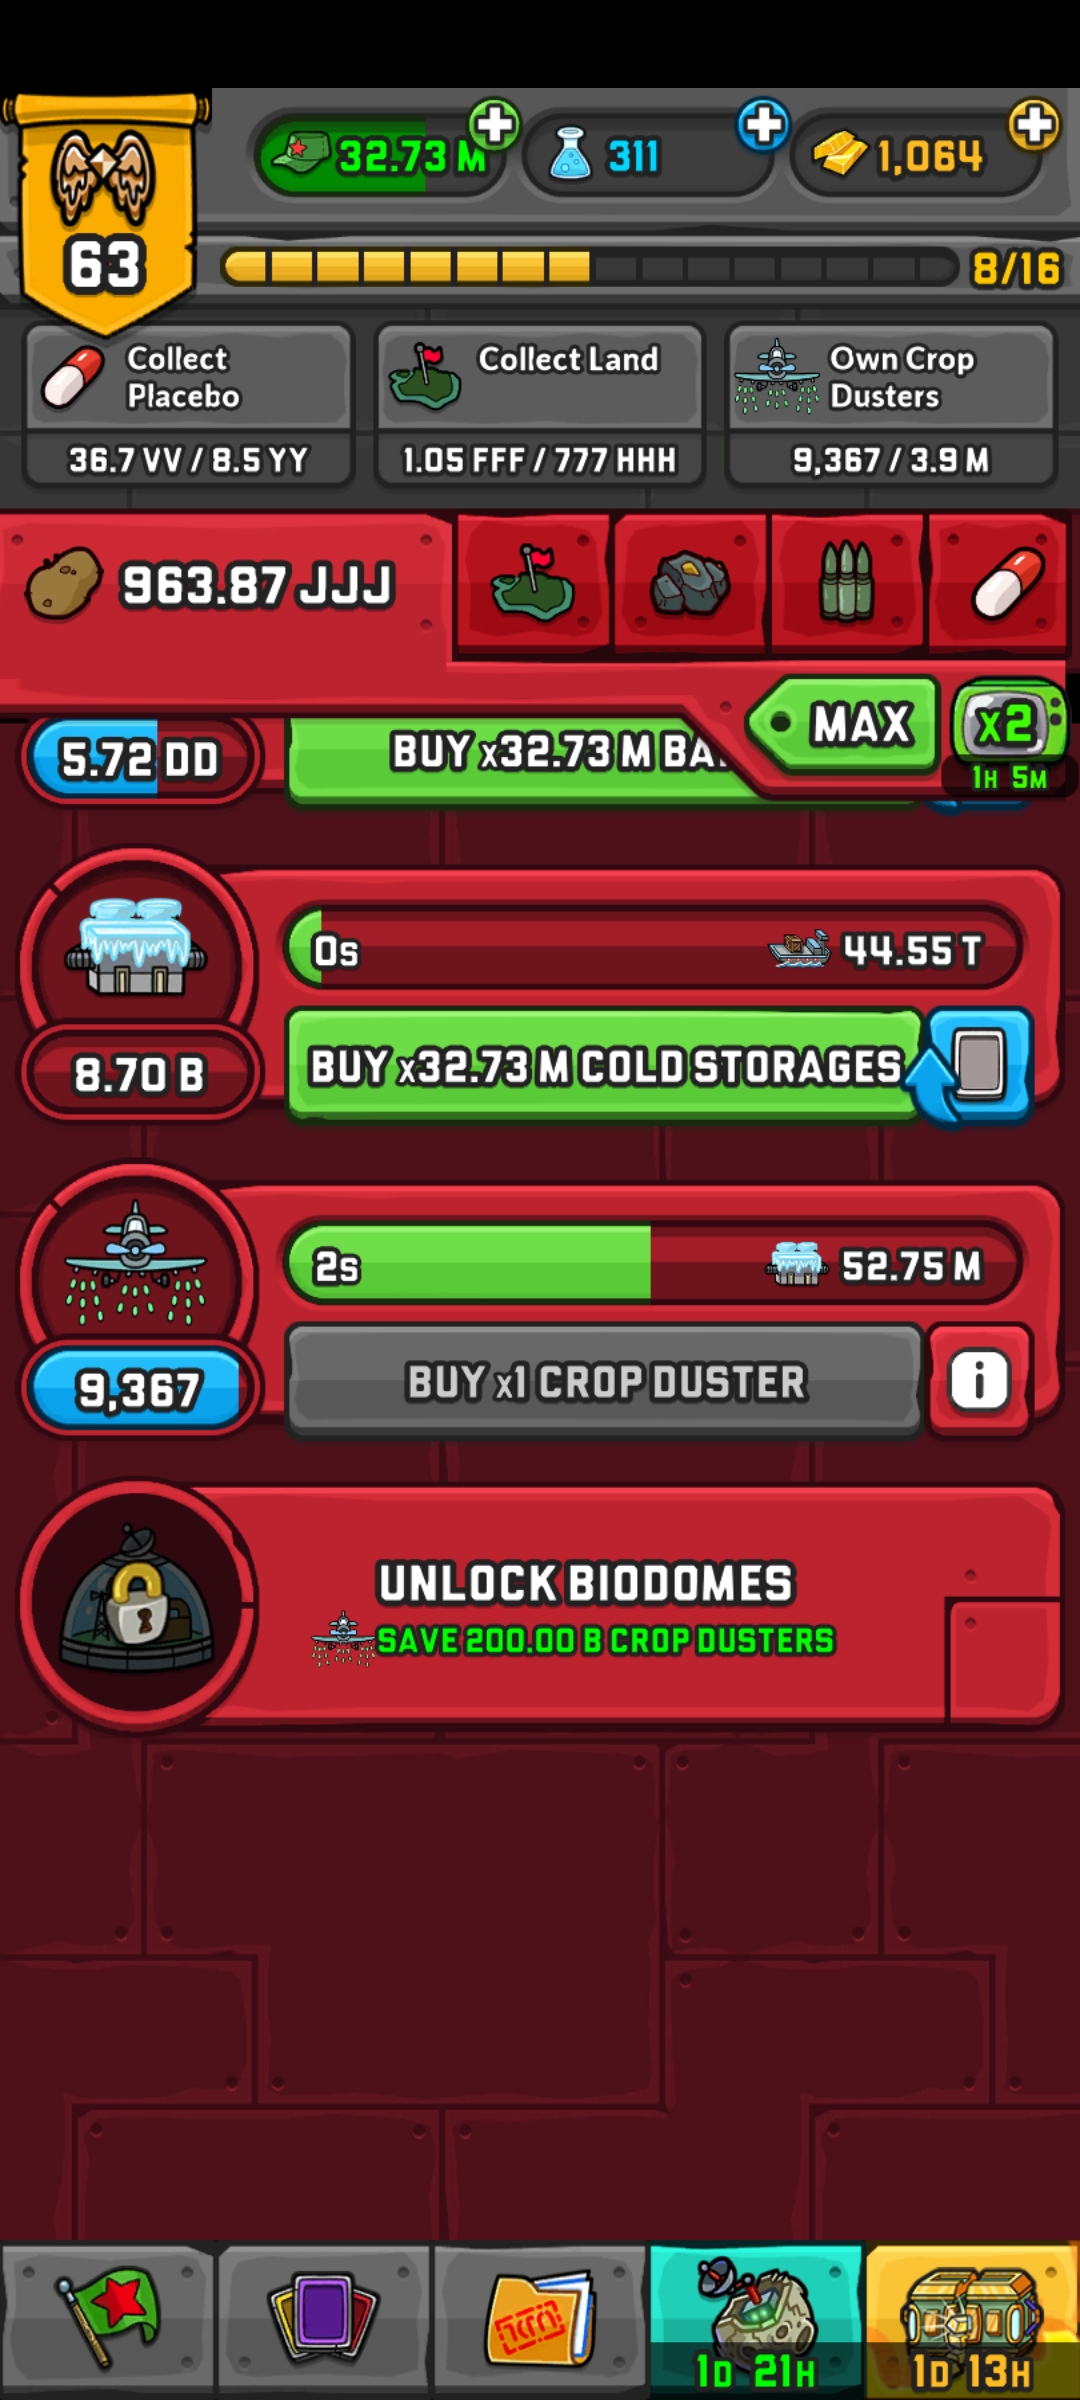 32.73 M
311
1,064
63
8/16
Collect
Placebo
36.7 VV / 8.5 YY
Collect Land
1.05 FFF / 777 HHH
Own Crop
Dusters
9,367 / 3.9 M
963.87 JJJ
MAX
X2
1H 5M
5.72 DD
BUY x32.73 M BA
0s
44.55 T
8.70 B
BUY x32.73 M COLD STORAGES
2s
52.75 M
9,367
BUY x1 CROP DUSTER
i
UNLOCK BIODOMES
SAVE 200.00 B CROP DUSTERS
1D 21H
1D 13H